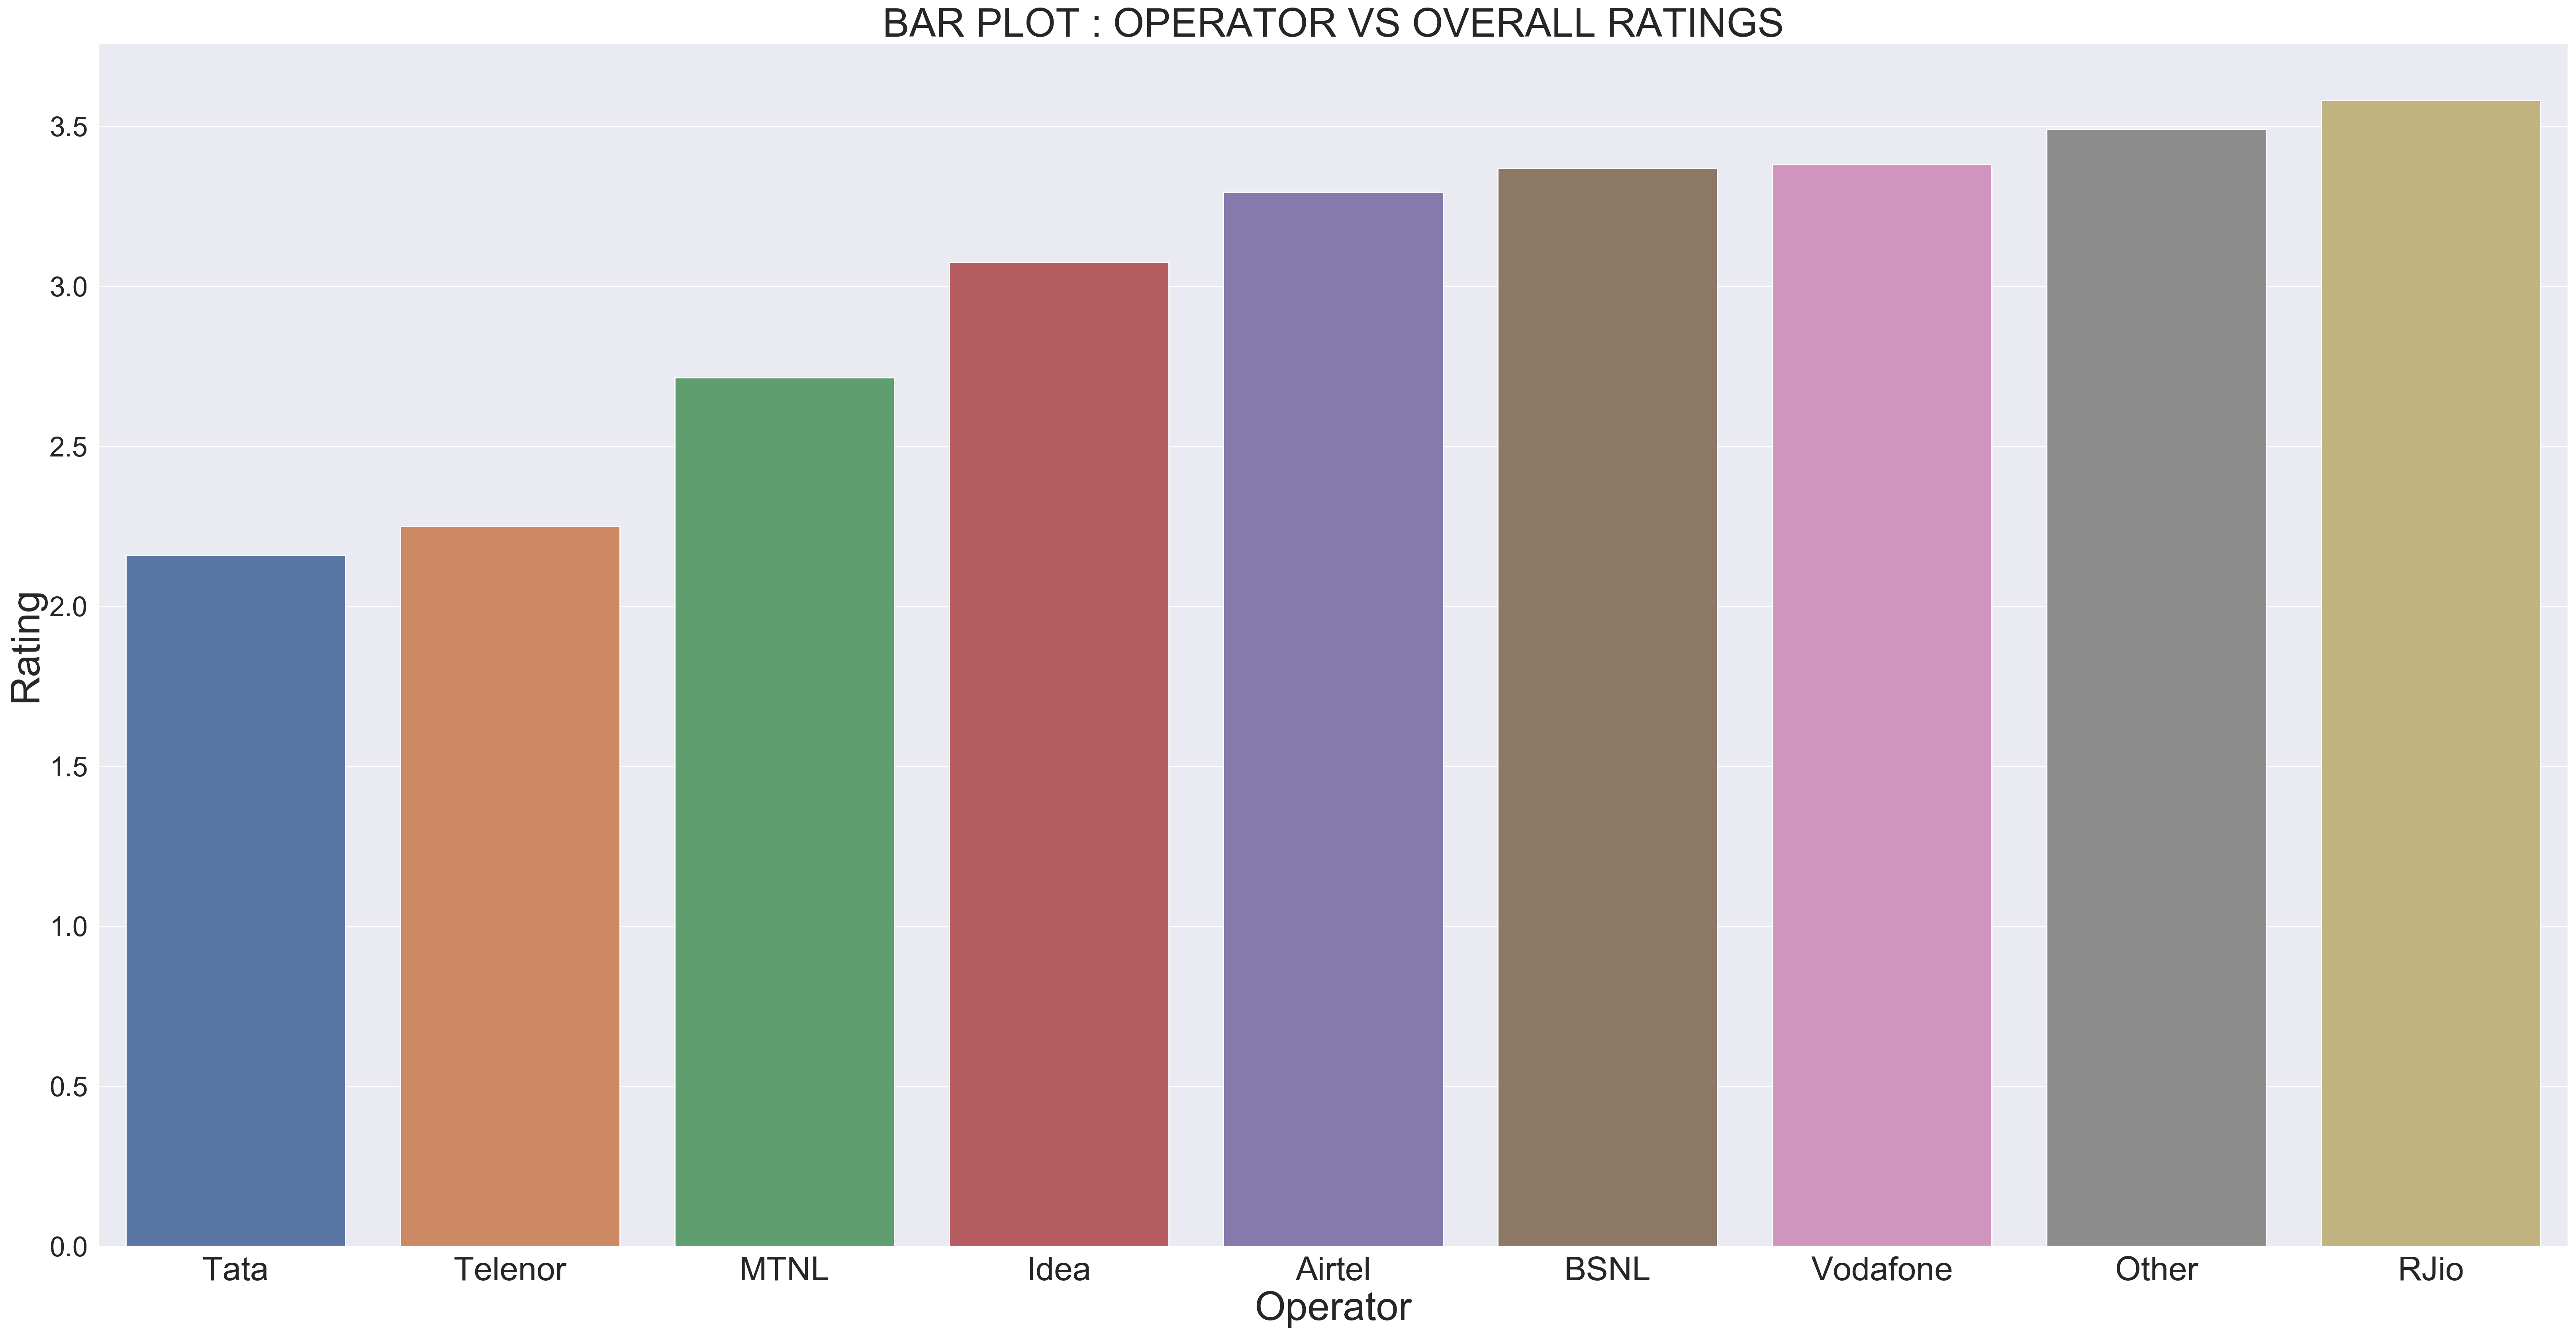 BAR PLOT : OPERATOR VS OVERALL RATINGS
Rating
3.5
3.0
2.5
2.0
1.5
1.0
0.5
0.0
Tata Telenor MTNL Idea Airtel BSNL Vodafone Other RJio
Operator